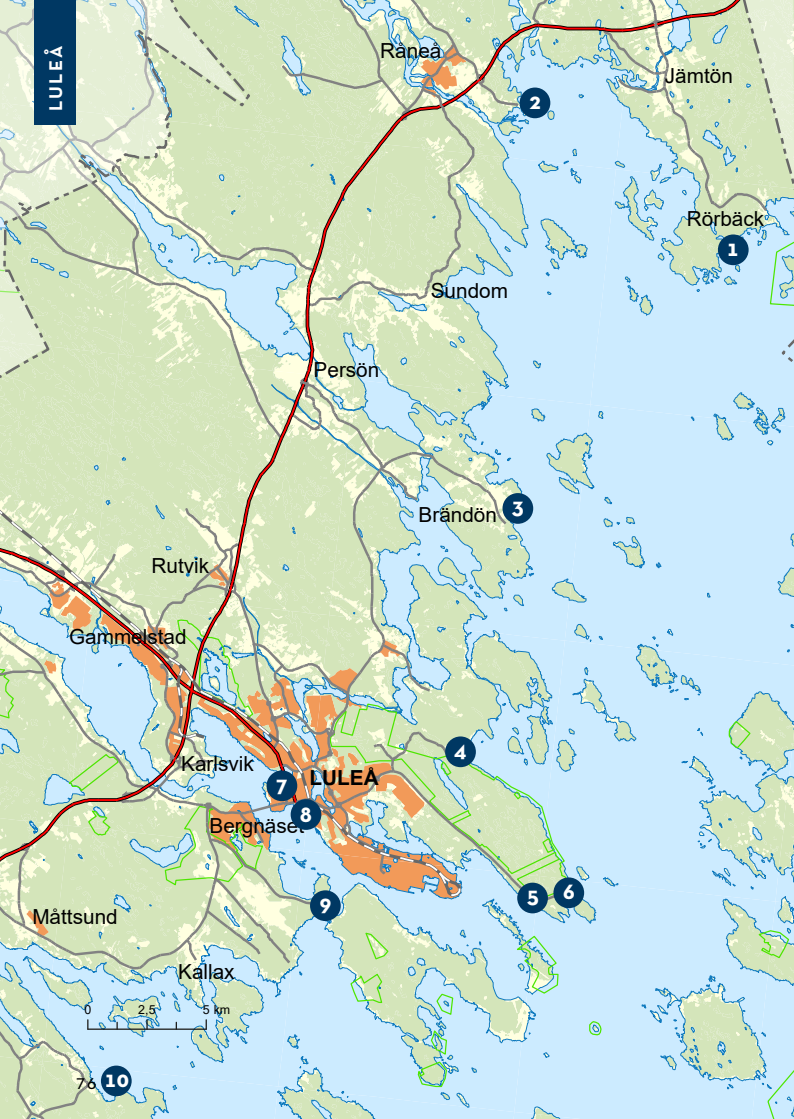 LULEÅ
Råneå
Jämtön
2
Rörbäck
1
Sundom
Persön
3
Brändön
Rutvik
Gammelstad
4
Karlsvik
LULEÅ
7
8
Bergnäset
6
5
9
Måttsund
Kallax
0 2,5 5 km
76 10